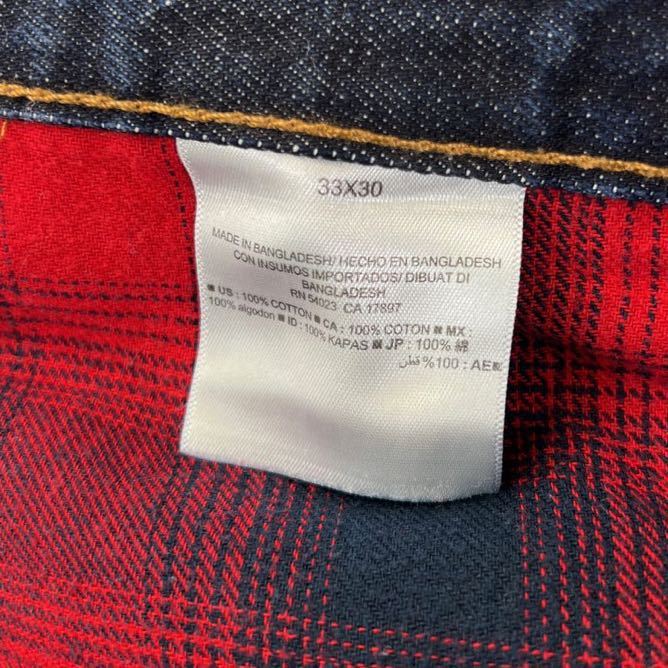 33X30
MADE IN BANGLADESH/ HECHO EN BANGLADESH
CON INSUMOS IMPORTADOS/ DIBUAT DI
BANGLADESH
RN 54023 CA 17897
■ US : 100% COTTON ■ CA : 100% COTON ■ MX :
100% algodon ■ ID : 100% KAPAS ■ JP : 100% 綿
■ AE : 100% قطن